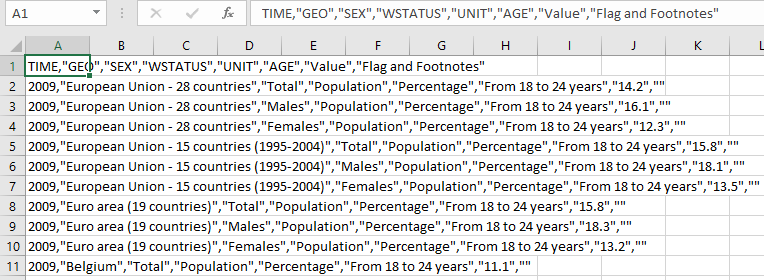 A1 fx TIME,"GEO","SEX","WSTATUS","UNIT","AGE","Value","Flag and Footnotes"
A B C D E F G H I J K L
1 TIME,"GEO","SEX","WSTATUS","UNIT","AGE","Value","Flag and Footnotes"
2 2009,"European Union - 28 countries","Total","Population","Percentage","From 18 to 24 years","14.2",""
3 2009,"European Union - 28 countries","Males","Population","Percentage","From 18 to 24 years","16.1",""
4 2009,"European Union - 28 countries","Females","Population","Percentage","From 18 to 24 years","12.3",""
5 2009,"European Union - 15 countries (1995-2004)","Total","Population","Percentage","From 18 to 24 years","15.8",""
6 2009,"European Union - 15 countries (1995-2004)","Males","Population","Percentage","From 18 to 24 years","18.1",""
7 2009,"European Union - 15 countries (1995-2004)","Females","Population","Percentage","From 18 to 24 years","13.5",""
8 2009,"Euro area (19 countries)","Total","Population","Percentage","From 18 to 24 years","15.8",""
9 2009,"Euro area (19 countries)","Males","Population","Percentage","From 18 to 24 years","18.3",""
10 2009,"Euro area (19 countries)","Females","Population","Percentage","From 18 to 24 years","13.2",""
11 2009,"Belgium","Total","Population","Percentage","From 18 to 24 years","11.1",""